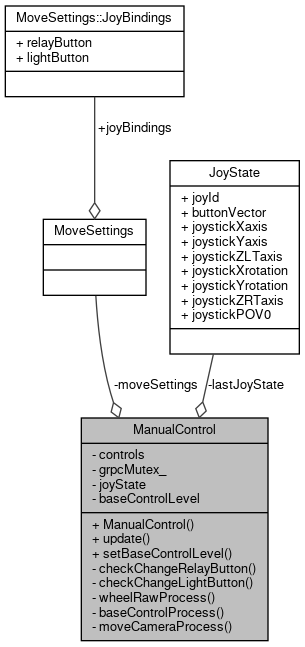 MoveSettings::JoyBindings
+ relayButton
+ lightButton
+joyBindings
MoveSettings
JoyState
+ joyId
+ buttonVector
+ joystickXaxis
+ joystickYaxis
+ joystickZLTaxis
+ joystickXrotation
+ joystickYrotation
+ joystickZRTaxis
+ joystickPOV0
-moveSettings
-lastJoyState
ManualControl
- controls
- grpcMutex_
- joyState
- baseControlLevel
+ ManualControl()
+ update()
+ setBaseControlLevel()
- checkChangeRelayButton()
- checkChangeLightButton()
- wheelRawProcess()
- baseControlProcess()
- moveCameraProcess()